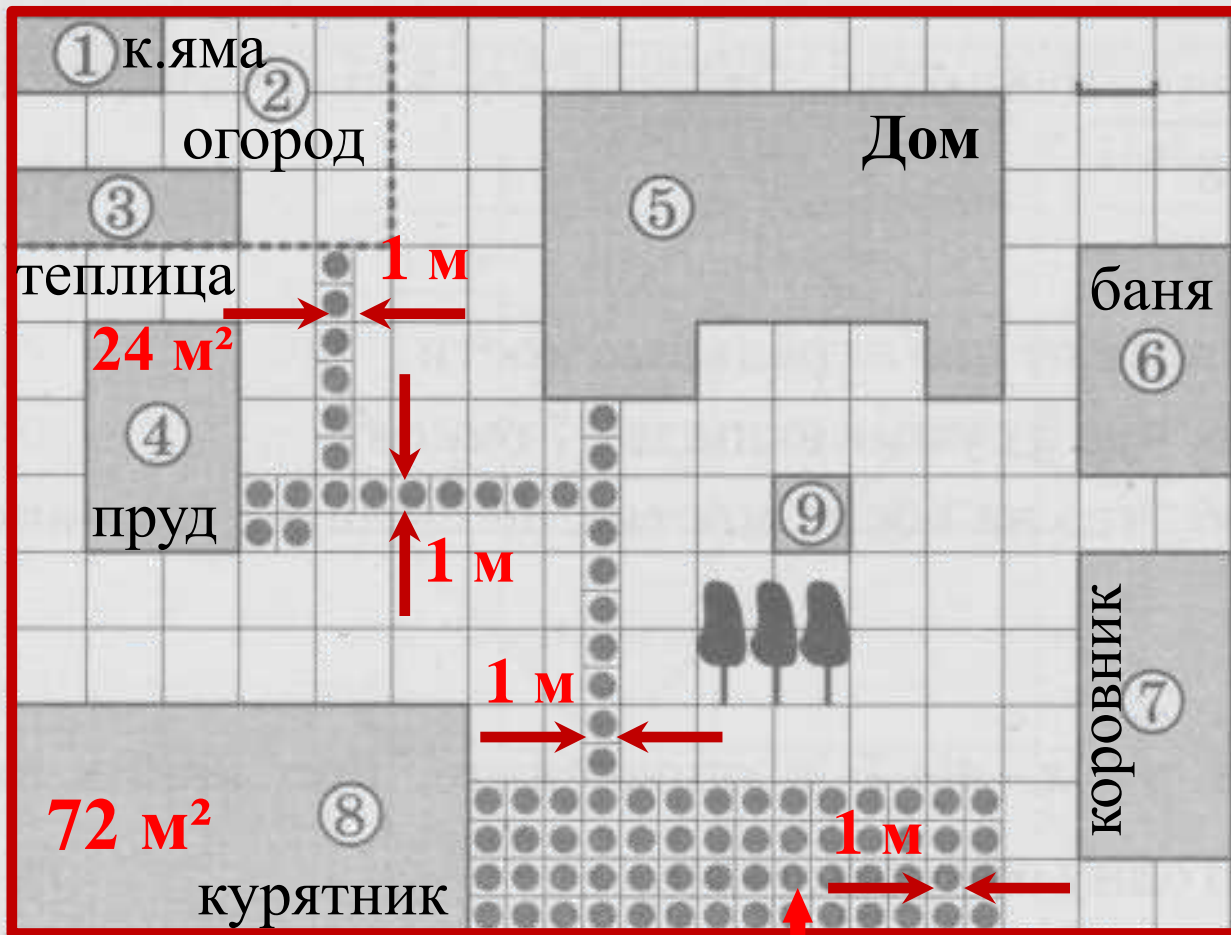 ① к.яма
②
огород
Дом
③
⑤
1 м
теплица
баня
24 м²
⑥
④
пруд
⑨
1 м
коровник
1 м
⑦
72 м²
⑧
1 м
курятник